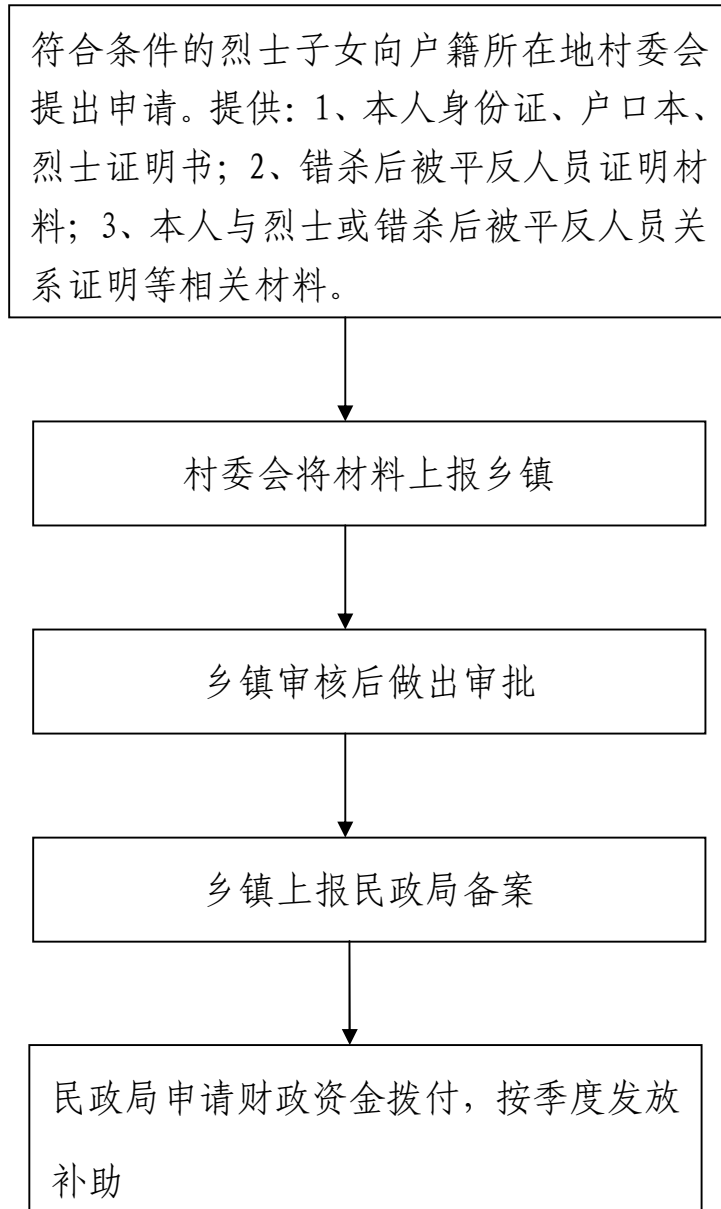 符合条件的烈士子女向户籍所在地村委会
提出申请。提供：1、本人身份证、户口本、
烈士证明书；2、错杀后被平反人员证明材
料；3、本人与烈士或错杀后被平反人员关
系证明等相关材料。
村委会将材料上报乡镇
乡镇审核后做出审批
乡镇上报民政局备案
民政局申请财政资金拨付，按季度发放
补助